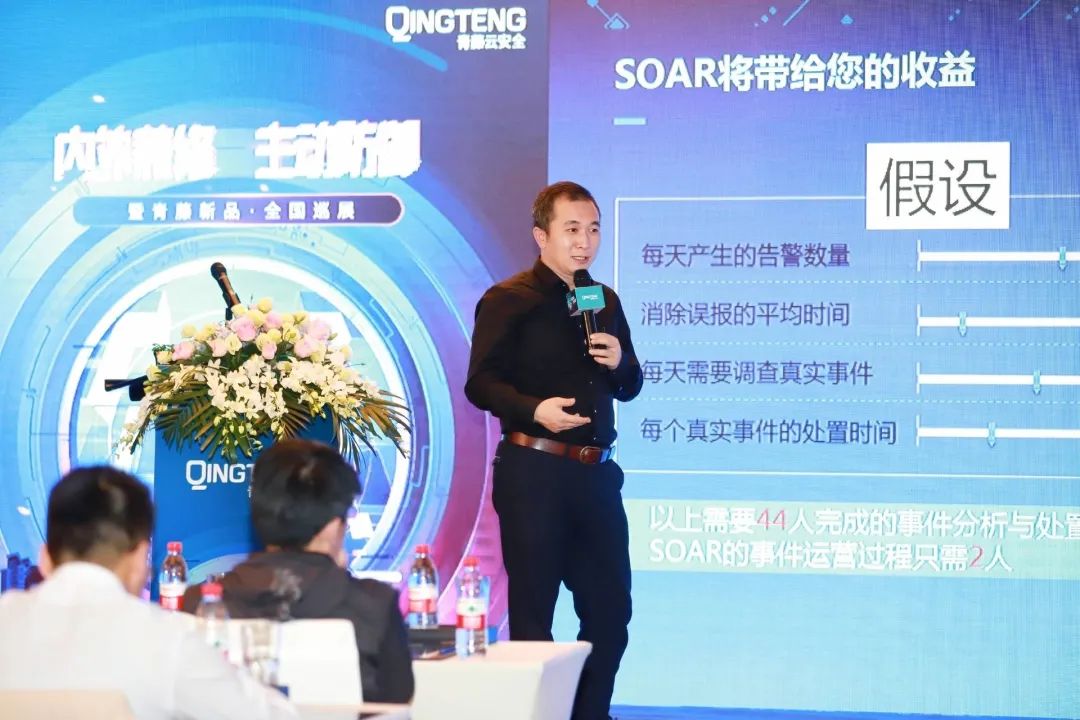 QINGTENG
青藤云安全
主动防御
暨青藤新品·全国巡展
SOAR将带给您的收益
假设
每天产生的告警数量
消除误报的平均时间
每天需要调查真实事件
每个真实事件的处置时间
以上需要44人完成的事件分析与处置
SOAR的事件运营过程只需2人
QINGT